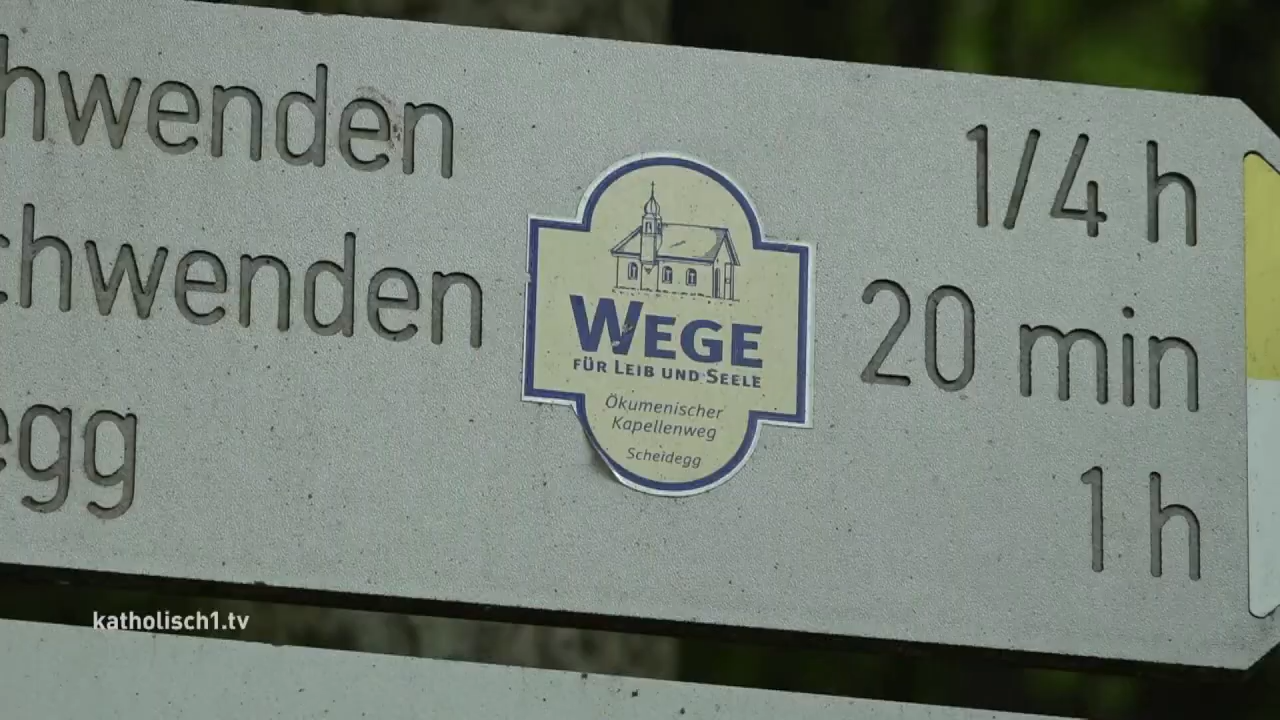 hwenden 1/4 h
chwenden 20 min
egg 1 h
WEGE
FÜR LEIB UND SEELE
Ökumenischer
Kapellenweg
Scheidegg
katholisch1.tv